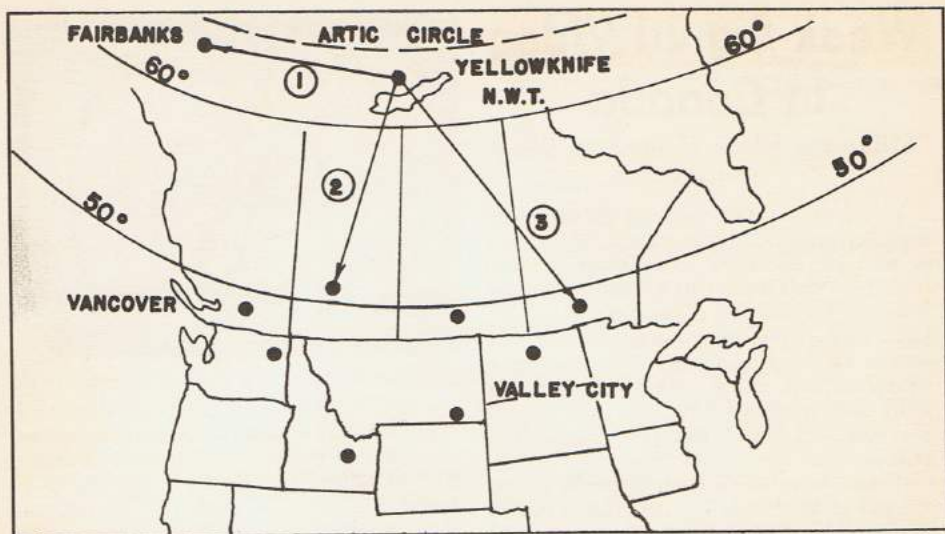 FAIRBANKS
ARTIC CIRCLE
60°
60°
1
YELLOWKNIFE
N.W.T.
2
50°
50°
3
VANCOVER
VALLEY CITY